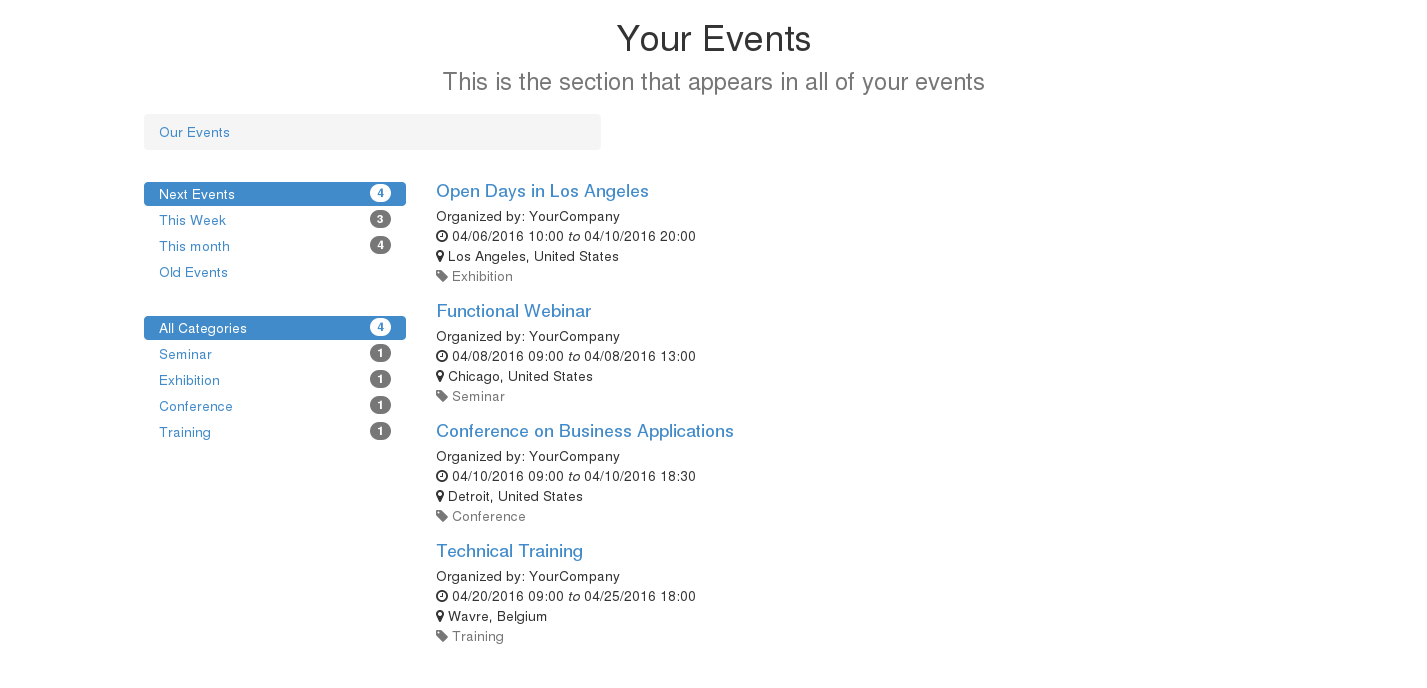 Your Events
This is the section that appears in all of your events
Our Events
Next Events 4
This Week 3
This month 4
Old Events
All Categories 4
Seminar 1
Exhibition 1
Conference 1
Training 1
Open Days in Los Angeles
Organized by: YourCompany
04/06/2016 10:00 to 04/10/2016 20:00
Los Angeles, United States
Exhibition
Functional Webinar
Organized by: YourCompany
04/08/2016 09:00 to 04/08/2016 13:00
Chicago, United States
Seminar
Conference on Business Applications
Organized by: YourCompany
04/10/2016 09:00 to 04/10/2016 18:30
Detroit, United States
Conference
Technical Training
Organized by: YourCompany
04/20/2016 09:00 to 04/25/2016 18:00
Wavre, Belgium
Training